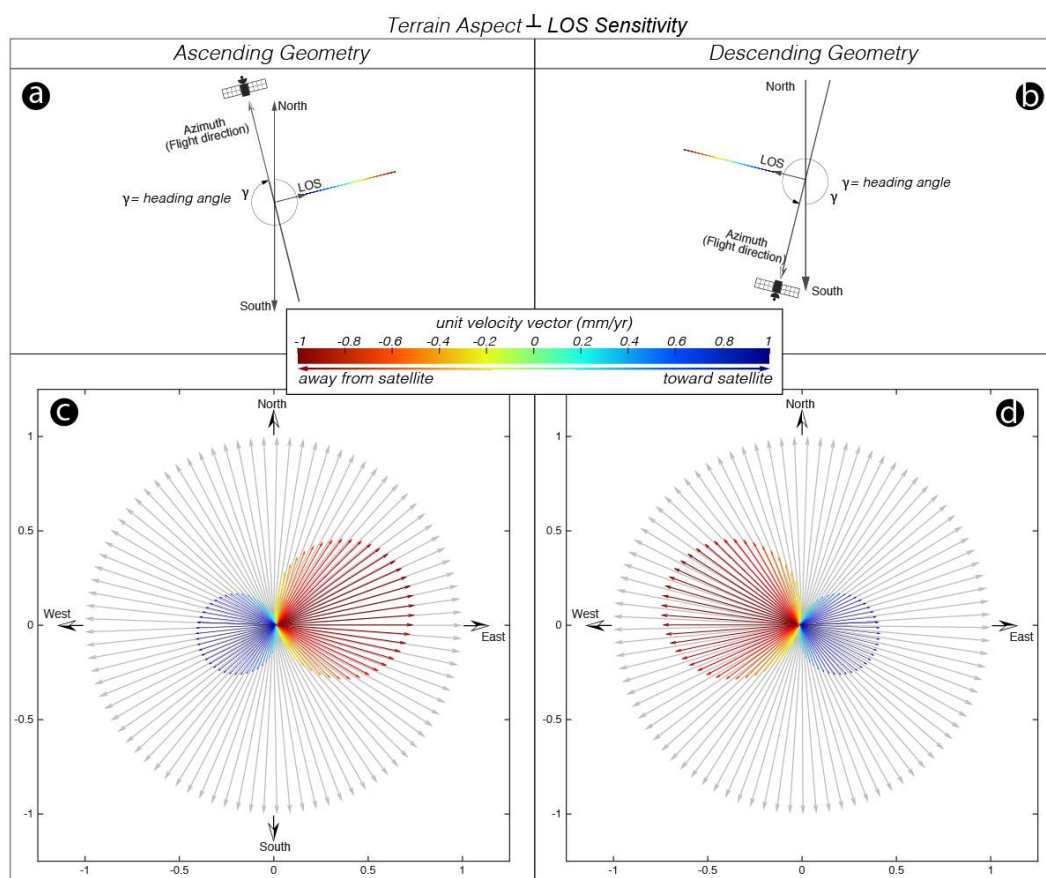 Terrain Aspect ⊥ LOS Sensitivity
Ascending Geometry
Descending Geometry
a
North
Azimuth
(Flight direction)
LOS
γ
γ= heading angle
South
b
North
LOS
γ= heading angle
γ
Azimuth
(Flight direction)
South
unit velocity vector (mm/yr)
-1 -0.8 -0.6 -0.4 -0.2 0 0.2 0.4 0.6 0.8 1
away from satellite toward satellite
c
North
1
0.5
West
0
East
-0.5
-1
South
-1 -0.5 0 0.5 1
d
North
1
0.5
West
0
East
-0.5
-1
-1 -0.5 0 0.5 1